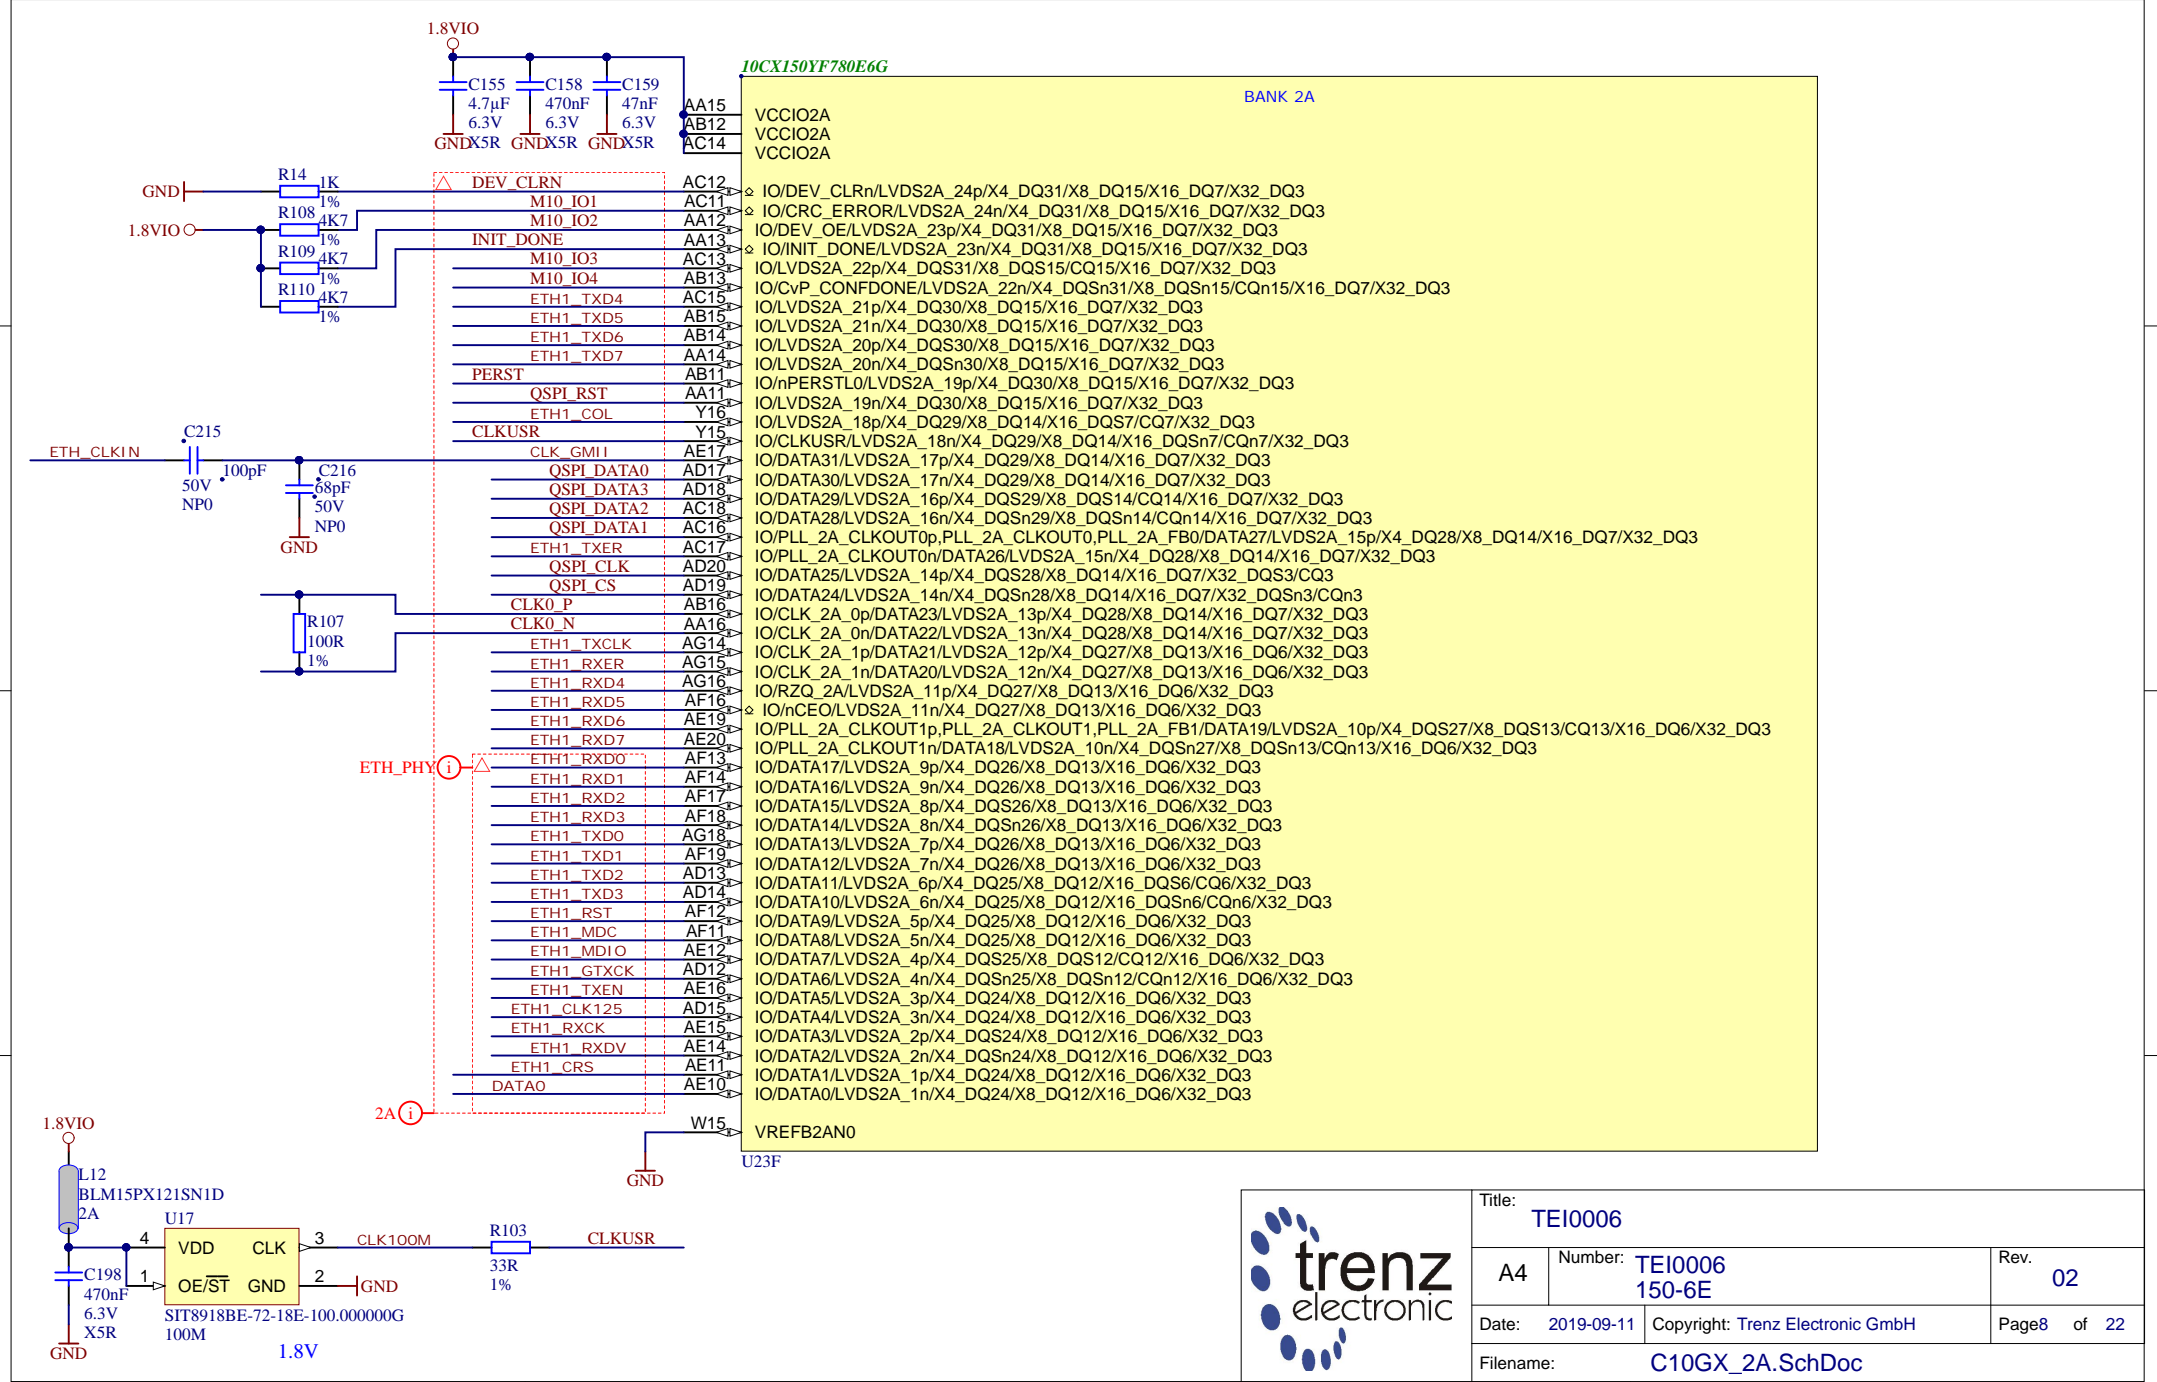 1.8VIO
C155
4.7µF
6.3V
X5R
GND
C158
470nF
6.3V
X5R
GND
C159
47nF
6.3V
X5R
GND
10CX150YF780E6G
BANK 2A
AA15 VCCIO2A
AB12 VCCIO2A
AC14 VCCIO2A
GND
R14
1K
1%
1.8VIO
R108
4K7
1%
R109
4K7
1%
R110
4K7
1%
DEV_CLRN AC12 IO/DEV_CLRn/LVDS2A_24p/X4_DQ31/X8_DQ15/X16_DQ7/X32_DQ3
M10_IO1 AC11 IO/CRC_ERROR/LVDS2A_24n/X4_DQ31/X8_DQ15/X16_DQ7/X32_DQ3
M10_IO2 AA12 IO/DEV_OE/LVDS2A_23p/X4_DQ31/X8_DQ15/X16_DQ7/X32_DQ3
INIT_DONE AA13 IO/INIT_DONE/LVDS2A_23n/X4_DQ31/X8_DQ15/X16_DQ7/X32_DQ3
M10_IO3 AC13 IO/LVDS2A_22p/X4_DQS31/X8_DQS15/CQ15/X16_DQ7/X32_DQ3
M10_IO4 AB13 IO/CvP_CONFDONE/LVDS2A_22n/X4_DQSn31/X8_DQSn15/CQn15/X16_DQ7/X32_DQ3
ETH1_TXD4 AC15 IO/LVDS2A_21p/X4_DQ30/X8_DQ15/X16_DQ7/X32_DQ3
ETH1_TXD5 AB15 IO/LVDS2A_21n/X4_DQ30/X8_DQ15/X16_DQ7/X32_DQ3
ETH1_TXD6 AB14 IO/LVDS2A_20p/X4_DQS30/X8_DQ15/X16_DQ7/X32_DQ3
ETH1_TXD7 AA14 IO/LVDS2A_20n/X4_DQSn30/X8_DQ15/X16_DQ7/X32_DQ3
PERST AB11 IO/nPERSTL0/LVDS2A_19p/X4_DQ30/X8_DQ15/X16_DQ7/X32_DQ3
QSPI_RST AA11 IO/LVDS2A_19n/X4_DQ30/X8_DQ15/X16_DQ7/X32_DQ3
ETH1_COL Y16 IO/LVDS2A_18p/X4_DQ29/X8_DQ14/X16_DQS7/CQ7/X32_DQ3
CLKUSR Y15 IO/CLKUSR/LVDS2A_18n/X4_DQ29/X8_DQ14/X16_DQSn7/CQn7/X32_DQ3
ETH_CLKIN
C215
100pF
50V
NP0
C216
68pF
50V
NP0
GND
CLK_GMII AE17 IO/DATA31/LVDS2A_17p/X4_DQ29/X8_DQ14/X16_DQ7/X32_DQ3
QSPI_DATA0 AD17 IO/DATA30/LVDS2A_17n/X4_DQ29/X8_DQ14/X16_DQ7/X32_DQ3
QSPI_DATA3 AD18 IO/DATA29/LVDS2A_16p/X4_DQS29/X8_DQS14/CQ14/X16_DQ7/X32_DQ3
QSPI_DATA2 AC18 IO/DATA28/LVDS2A_16n/X4_DQSn29/X8_DQSn14/CQn14/X16_DQ7/X32_DQ3
QSPI_DATA1 AC16 IO/PLL_2A_CLKOUT0p,PLL_2A_CLKOUT0,PLL_2A_FB0/DATA27/LVDS2A_15p/X4_DQ28/X8_DQ14/X16_DQ7/X32_DQ3
ETH1_TXER AC17 IO/PLL_2A_CLKOUT0n/DATA26/LVDS2A_15n/X4_DQ28/X8_DQ14/X16_DQ7/X32_DQ3
QSPI_CLK AD20 IO/DATA25/LVDS2A_14p/X4_DQS28/X8_DQ14/X16_DQ7/X32_DQS3/CQ3
QSPI_CS AD19 IO/DATA24/LVDS2A_14n/X4_DQSn28/X8_DQ14/X16_DQ7/X32_DQSn3/CQn3
R107
100R
1%
CLK0_P AB16 IO/CLK_2A_0p/DATA23/LVDS2A_13p/X4_DQ28/X8_DQ14/X16_DQ7/X32_DQ3
CLK0_N AA16 IO/CLK_2A_0n/DATA22/LVDS2A_13n/X4_DQ28/X8_DQ14/X16_DQ7/X32_DQ3
ETH1_TXCLK AG14 IO/CLK_2A_1p/DATA21/LVDS2A_12p/X4_DQ27/X8_DQ13/X16_DQ6/X32_DQ3
ETH1_RXER AG15 IO/CLK_2A_1n/DATA20/LVDS2A_12n/X4_DQ27/X8_DQ13/X16_DQ6/X32_DQ3
ETH1_RXD4 AG16 IO/RZQ_2A/LVDS2A_11p/X4_DQ27/X8_DQ13/X16_DQ6/X32_DQ3
ETH1_RXD5 AF16 IO/nCEO/LVDS2A_11n/X4_DQ27/X8_DQ13/X16_DQ6/X32_DQ3
ETH1_RXD6 AE19 IO/PLL_2A_CLKOUT1p,PLL_2A_CLKOUT1,PLL_2A_FB1/DATA19/LVDS2A_10p/X4_DQS27/X8_DQS13/CQ13/X16_DQ6/X32_DQ3
ETH1_RXD7 AE20 IO/PLL_2A_CLKOUT1n/DATA18/LVDS2A_10n/X4_DQSn27/X8_DQSn13/CQn13/X16_DQ6/X32_DQ3
ETH_PHY i
ETH1_RXD0 AF13 IO/DATA17/LVDS2A_9p/X4_DQ26/X8_DQ13/X16_DQ6/X32_DQ3
ETH1_RXD1 AF14 IO/DATA16/LVDS2A_9n/X4_DQ26/X8_DQ13/X16_DQ6/X32_DQ3
ETH1_RXD2 AF17 IO/DATA15/LVDS2A_8p/X4_DQS26/X8_DQ13/X16_DQ6/X32_DQ3
ETH1_RXD3 AF18 IO/DATA14/LVDS2A_8n/X4_DQSn26/X8_DQ13/X16_DQ6/X32_DQ3
ETH1_TXD0 AG18 IO/DATA13/LVDS2A_7p/X4_DQ26/X8_DQ13/X16_DQ6/X32_DQ3
ETH1_TXD1 AF19 IO/DATA12/LVDS2A_7n/X4_DQ26/X8_DQ13/X16_DQ6/X32_DQ3
ETH1_TXD2 AD13 IO/DATA11/LVDS2A_6p/X4_DQ25/X8_DQ12/X16_DQS6/CQ6/X32_DQ3
ETH1_TXD3 AD14 IO/DATA10/LVDS2A_6n/X4_DQ25/X8_DQ12/X16_DQSn6/CQn6/X32_DQ3
ETH1_RST AF12 IO/DATA9/LVDS2A_5p/X4_DQ25/X8_DQ12/X16_DQ6/X32_DQ3
ETH1_MDC AF11 IO/DATA8/LVDS2A_5n/X4_DQ25/X8_DQ12/X16_DQ6/X32_DQ3
ETH1_MDIO AE12 IO/DATA7/LVDS2A_4p/X4_DQS25/X8_DQS12/CQ12/X16_DQ6/X32_DQ3
ETH1_GTXCK AD12 IO/DATA6/LVDS2A_4n/X4_DQSn25/X8_DQSn12/CQn12/X16_DQ6/X32_DQ3
ETH1_TXEN AE16 IO/DATA5/LVDS2A_3p/X4_DQ24/X8_DQ12/X16_DQ6/X32_DQ3
ETH1_CLK125 AD15 IO/DATA4/LVDS2A_3n/X4_DQ24/X8_DQ12/X16_DQ6/X32_DQ3
ETH1_RXCK AE15 IO/DATA3/LVDS2A_2p/X4_DQS24/X8_DQ12/X16_DQ6/X32_DQ3
ETH1_RXDV AE14 IO/DATA2/LVDS2A_2n/X4_DQSn24/X8_DQ12/X16_DQ6/X32_DQ3
ETH1_CRS AE11 IO/DATA1/LVDS2A_1p/X4_DQ24/X8_DQ12/X16_DQ6/X32_DQ3
DATA0 AE10 IO/DATA0/LVDS2A_1n/X4_DQ24/X8_DQ12/X16_DQ6/X32_DQ3
2A i
W15 VREFB2AN0
GND
U23F
1.8VIO
L12
BLM15PX121SN1D
2A
U17
4 VDD CLK 3
1 OE/ST GND 2
GND
CLK100M
R103
33R
1%
CLKUSR
C198
470nF
6.3V
X5R
GND
SIT8918BE-72-18E-100.000000G
100M
1.8V
trenz
electronic
Title:
TEI0006
A4
Number: TEI0006
150-6E
Rev.
02
Date: 2019-09-11 Copyright: Trenz Electronic GmbH Page8 of 22
Filename: C10GX_2A.SchDoc